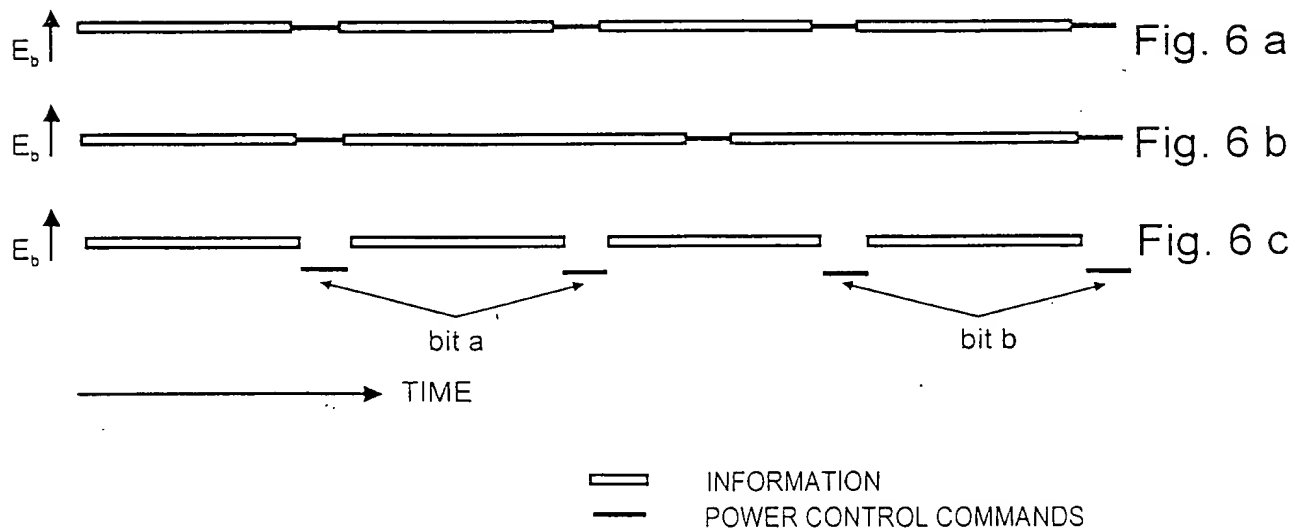 E_b Fig. 6 a
E_b Fig. 6 b
E_b Fig. 6 c
bit a bit b
TIME
INFORMATION
POWER CONTROL COMMANDS